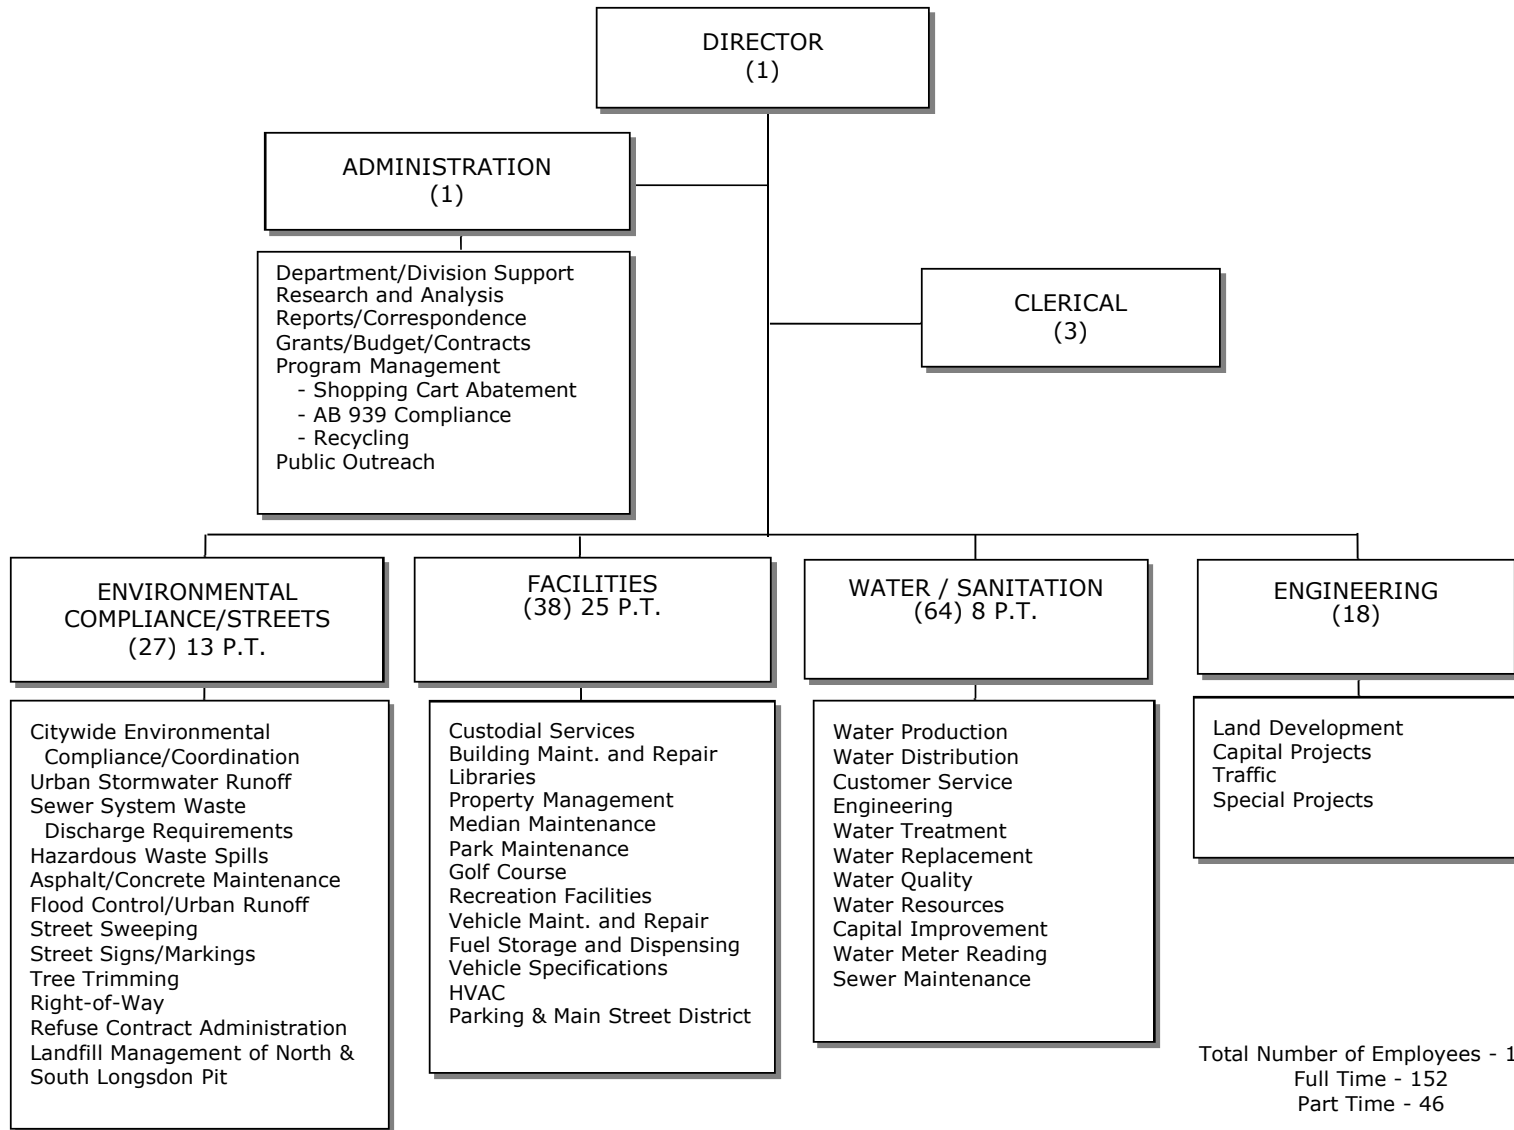 DIRECTOR
(1)
ADMINISTRATION
(1)
Department/Division Support
Research and Analysis
Reports/Correspondence
Grants/Budget/Contracts
Program Management
- Shopping Cart Abatement
- AB 939 Compliance
- Recycling
Public Outreach
CLERICAL
(3)
ENVIRONMENTAL
COMPLIANCE/STREETS
(27) 13 P.T.
Citywide Environmental
Compliance/Coordination
Urban Stormwater Runoff
Sewer System Waste
Discharge Requirements
Hazardous Waste Spills
Asphalt/Concrete Maintenance
Flood Control/Urban Runoff
Street Sweeping
Street Signs/Markings
Tree Trimming
Right-of-Way
Refuse Contract Administration
Landfill Management of North &
South Longsdon Pit
FACILITIES
(38) 25 P.T.
Custodial Services
Building Maint. and Repair
Libraries
Property Management
Median Maintenance
Park Maintenance
Golf Course
Recreation Facilities
Vehicle Maint. and Repair
Fuel Storage and Dispensing
Vehicle Specifications
HVAC
Parking & Main Street District
WATER / SANITATION
(64) 8 P.T.
Water Production
Water Distribution
Customer Service
Engineering
Water Treatment
Water Replacement
Water Quality
Water Resources
Capital Improvement
Water Meter Reading
Sewer Maintenance
ENGINEERING
(18)
Land Development
Capital Projects
Traffic
Special Projects
Total Number of Employees - 1
Full Time - 152
Part Time - 46